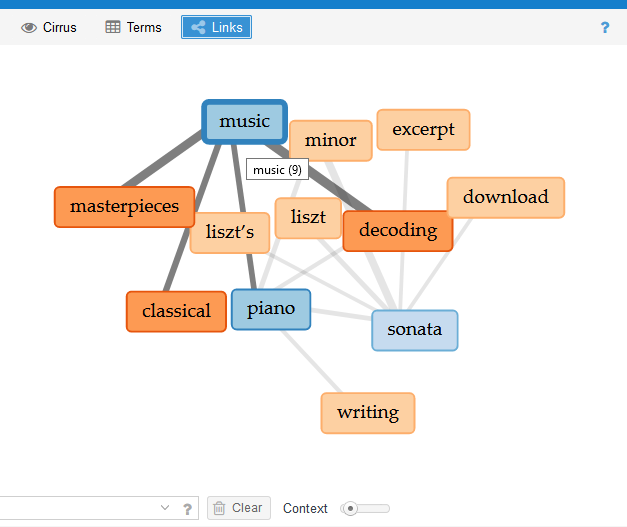 Cirrus
Terms
Links
?
music
minor
excerpt
music (9)
masterpieces
download
liszt's
liszt
decoding
classical
piano
sonata
writing
?
Clear
Context